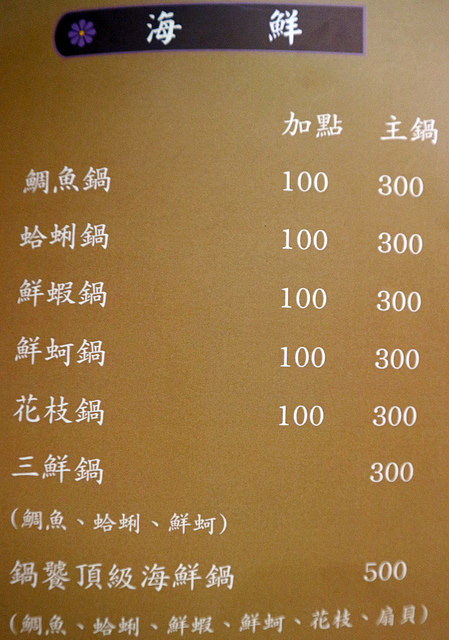 海 鮮
加點 主鍋
鯛魚鍋 100 300
蛤蜊鍋 100 300
鮮蝦鍋 100 300
鮮蚵鍋 100 300
花枝鍋 100 300
三鮮鍋 300
(鯛魚、蛤蜊、鮮蚵)
鍋饕頂級海鮮鍋 500
(鯛魚、蛤蜊、鮮蝦、鮮蚵、花枝、扇貝)